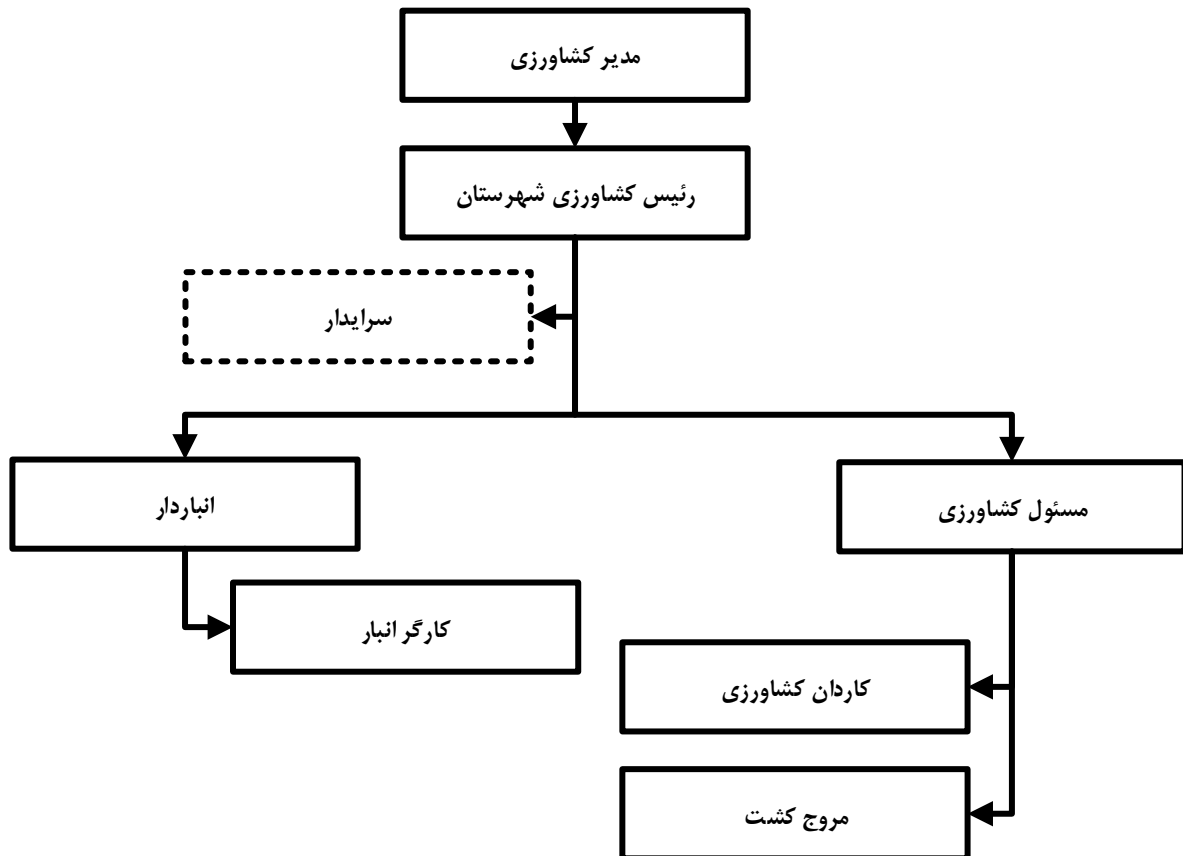 مدیر کشاورزی
رئیس کشاورزی شهرستان
سرایدار
مسئول کشاورزی
انباردار
کارگر انبار
کاردان کشاورزی
مروج کشت